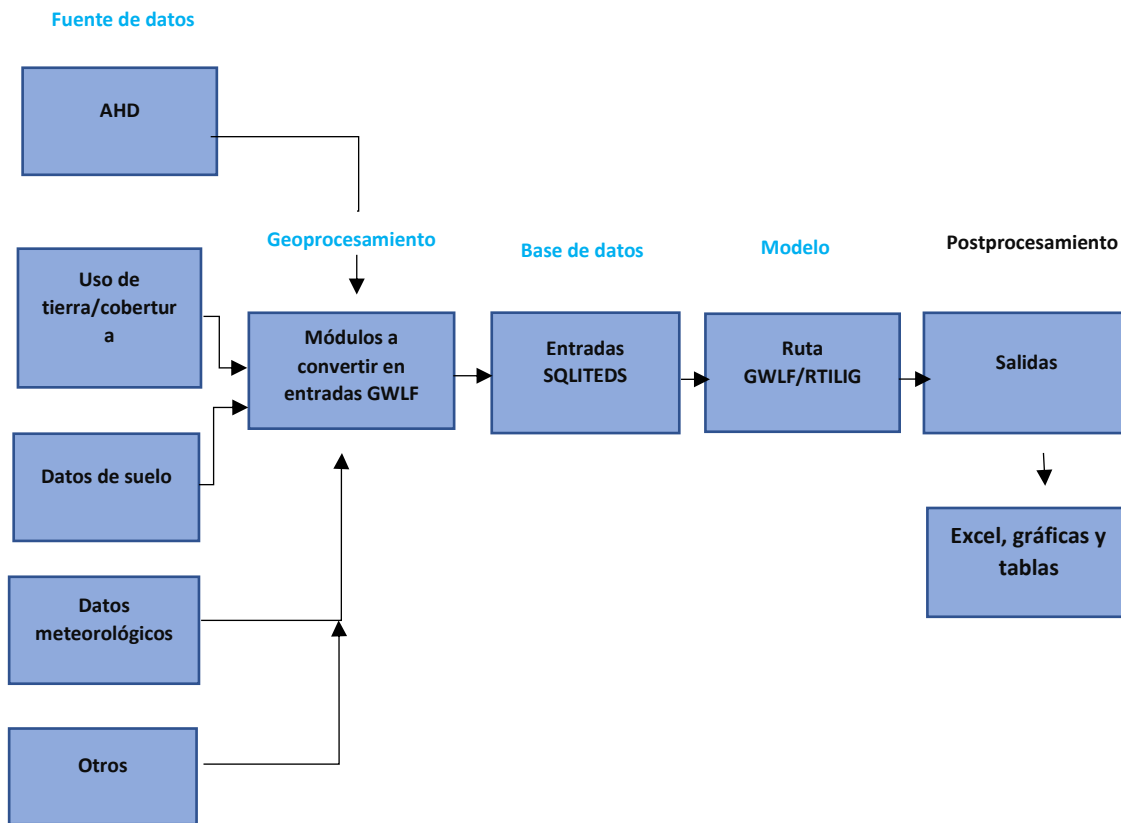 Fuente de datos
AHD
Geoprocesamiento
Base de datos
Modelo
Postprocesamiento
Uso de
tierra/cobertur
a
Módulos a
convertir en
entradas GWLF
Entradas
SQLITEDS
Ruta
GWLF/RTILIG
Salidas
Datos de suelo
Excel, gráficas y
tablas
Datos
meteorológicos
Otros